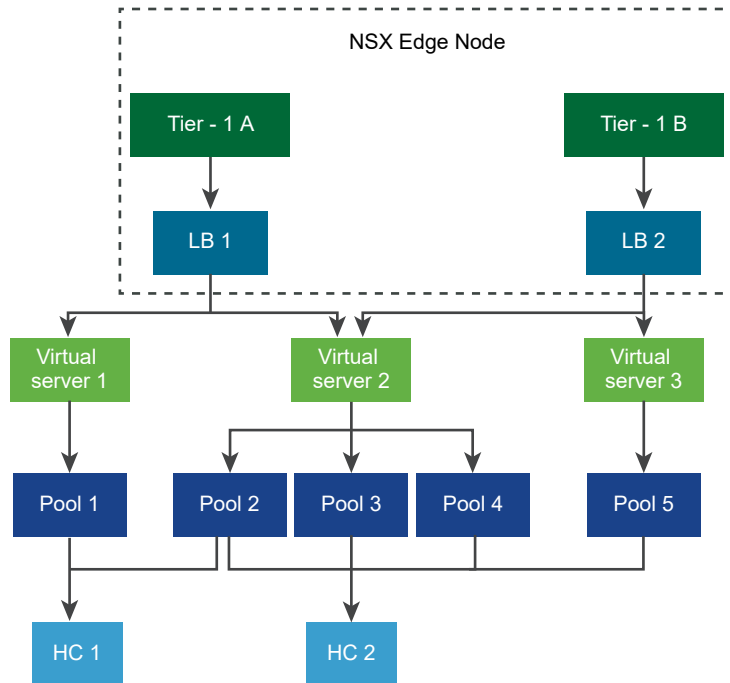 NSX Edge Node
Tier - 1 A
Tier - 1 B
LB 1
LB 2
Virtual
server 1
Virtual
server 2
Virtual
server 3
Pool 1
Pool 2
Pool 3
Pool 4
Pool 5
HC 1
HC 2